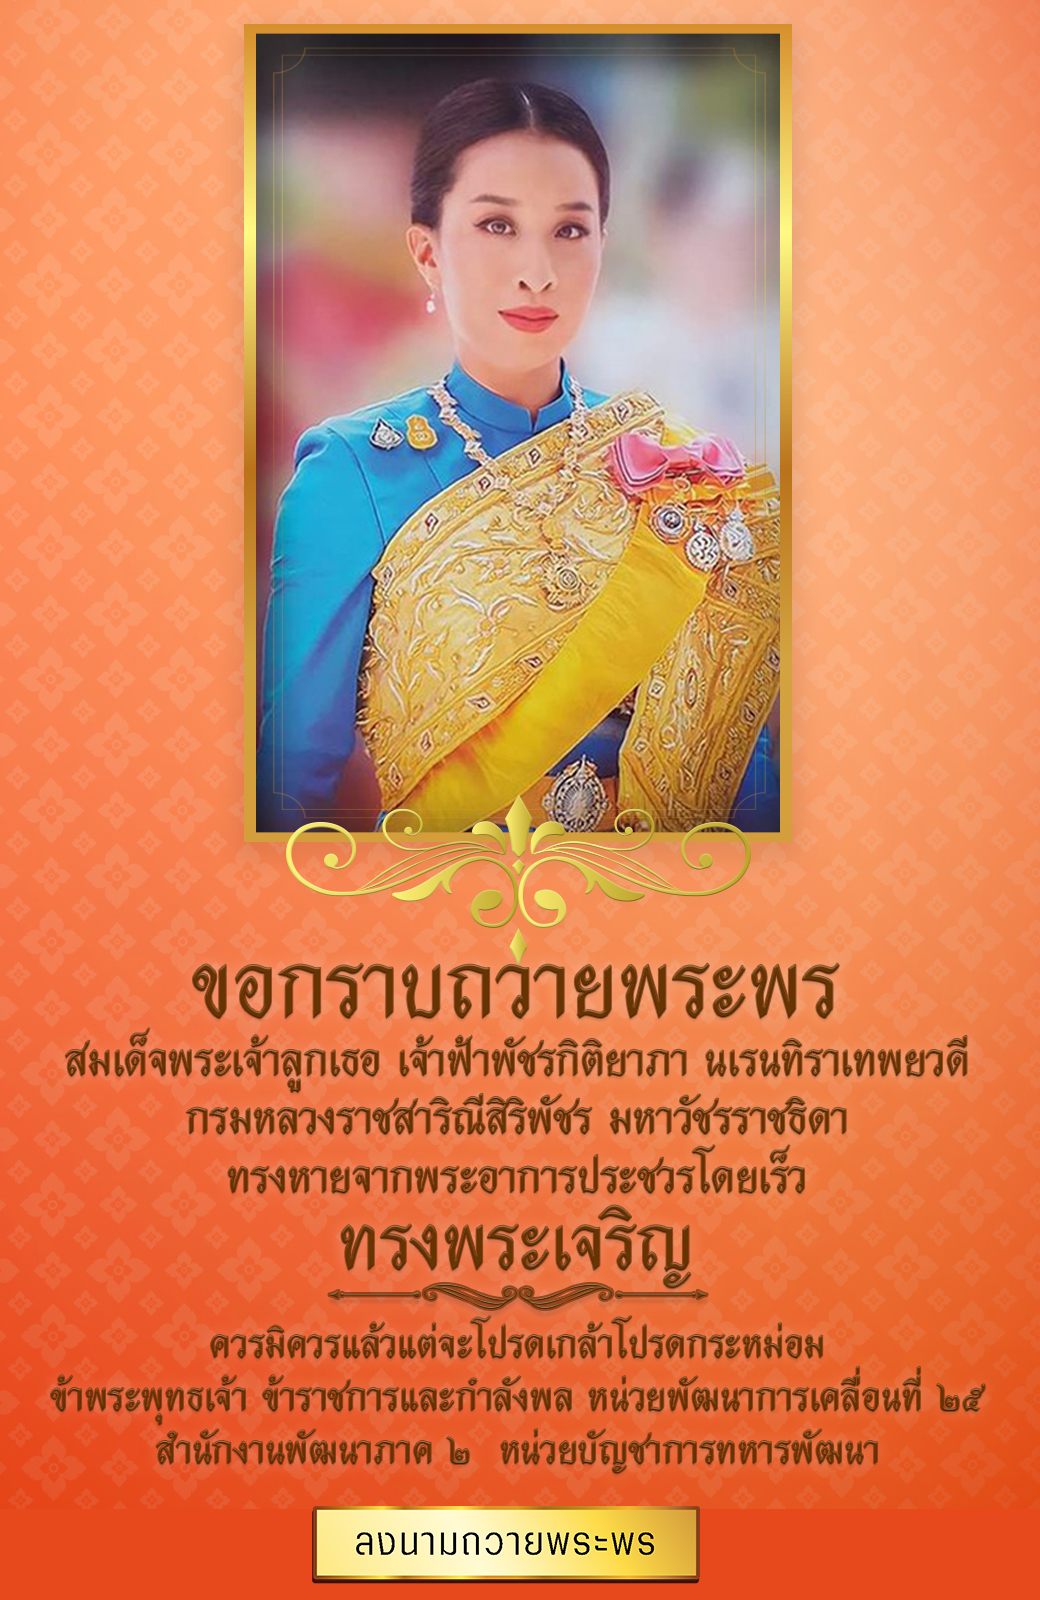 ขอกราบถวายพระพร
สมเด็จพระเจ้าลูกเธอ เจ้าฟ้าพัชรกิติยาภา นเรนทิราเทพยวดี
กรมหลวงราชสาริณีสิริพัชร มหาวัชรราชธิดา
ทรงหายจากพระอาการประชวรโดยเร็ว
ทรงพระเจริญ
ควรมิควรแล้วแต่จะโปรดเกล้าโปรดกระหม่อม
ข้าพระพุทธเจ้า ข้าราชการและกำลังพล หน่วยพัฒนาการเคลื่อนที่ ๒๕
สำนักงานพัฒนาภาค ๒ หน่วยบัญชาการทหารพัฒนา
ลงนามถวายพระพร